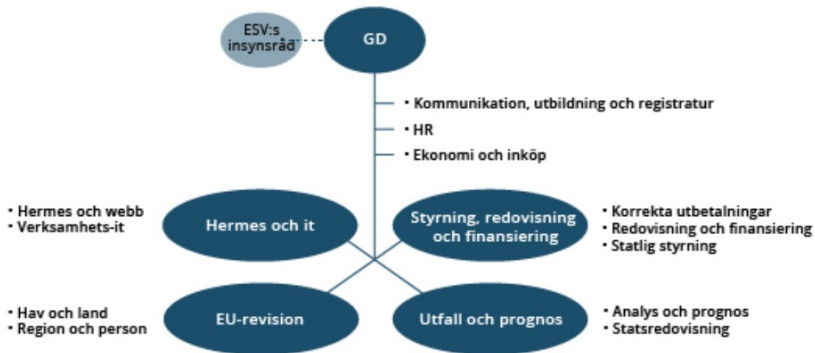 ESV:s
insynsråd
GD
• Kommunikation, utbildning och registratur
• HR
• Ekonomi och inköp
• Hermes och webb
• Verksamhets-it
Hermes och it
Styrning, redovisning
och finansiering
• Korrekta utbetalningar
• Redovisning och finansiering
• Statlig styrning
• Hav och land
• Region och person
EU-revision
Utfall och prognos
• Analys och prognos
• Statsredovisning